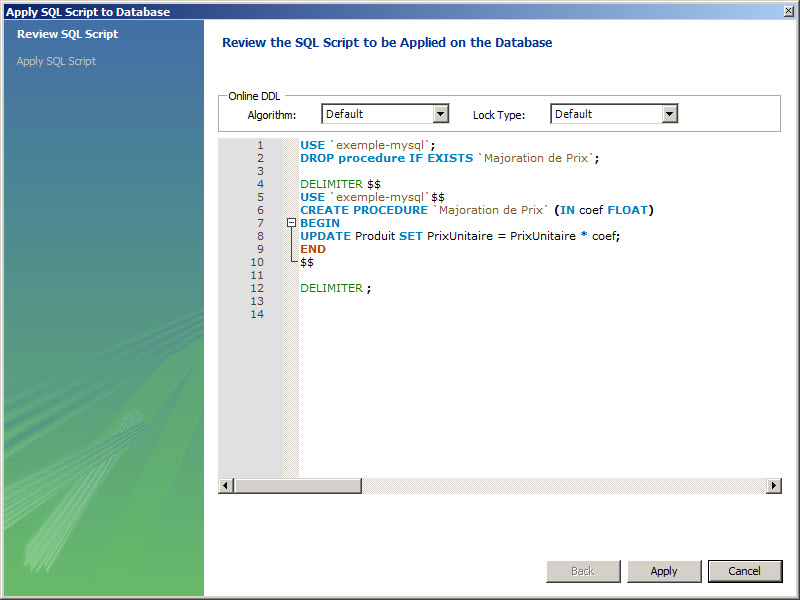 Apply SQL Script to Database
Review SQL Script
Apply SQL Script
Review the SQL Script to be Applied on the Database
Online DDL
Algorithm: Default Lock Type: Default
1 USE `exemple-mysql`;
2 DROP procedure IF EXISTS `Majoration de Prix`;
3
4 DELIMITER $$
5 USE `exemple-mysql`$$
6 CREATE PROCEDURE `Majoration de Prix` (IN coef FLOAT)
7 BEGIN
8 UPDATE Produit SET PrixUnitaire = PrixUnitaire * coef;
9 END
10 $$
11
12 DELIMITER ;
13
14
Back Apply Cancel